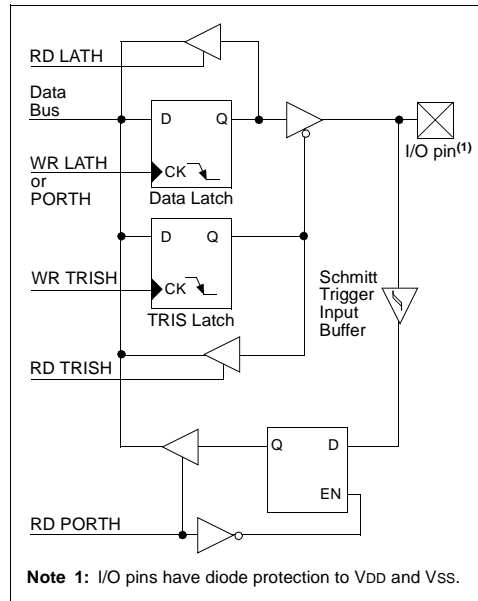 RD LATH
Data
Bus
D Q
I/O pin(1)
WR LATH
or
PORTH
CK
Data Latch
D Q
WR TRISH
CK
TRIS Latch
Schmitt
Trigger
Input
Buffer
RD TRISH
Q D
EN
RD PORTH
Note 1: I/O pins have diode protection to VDD and VSS.